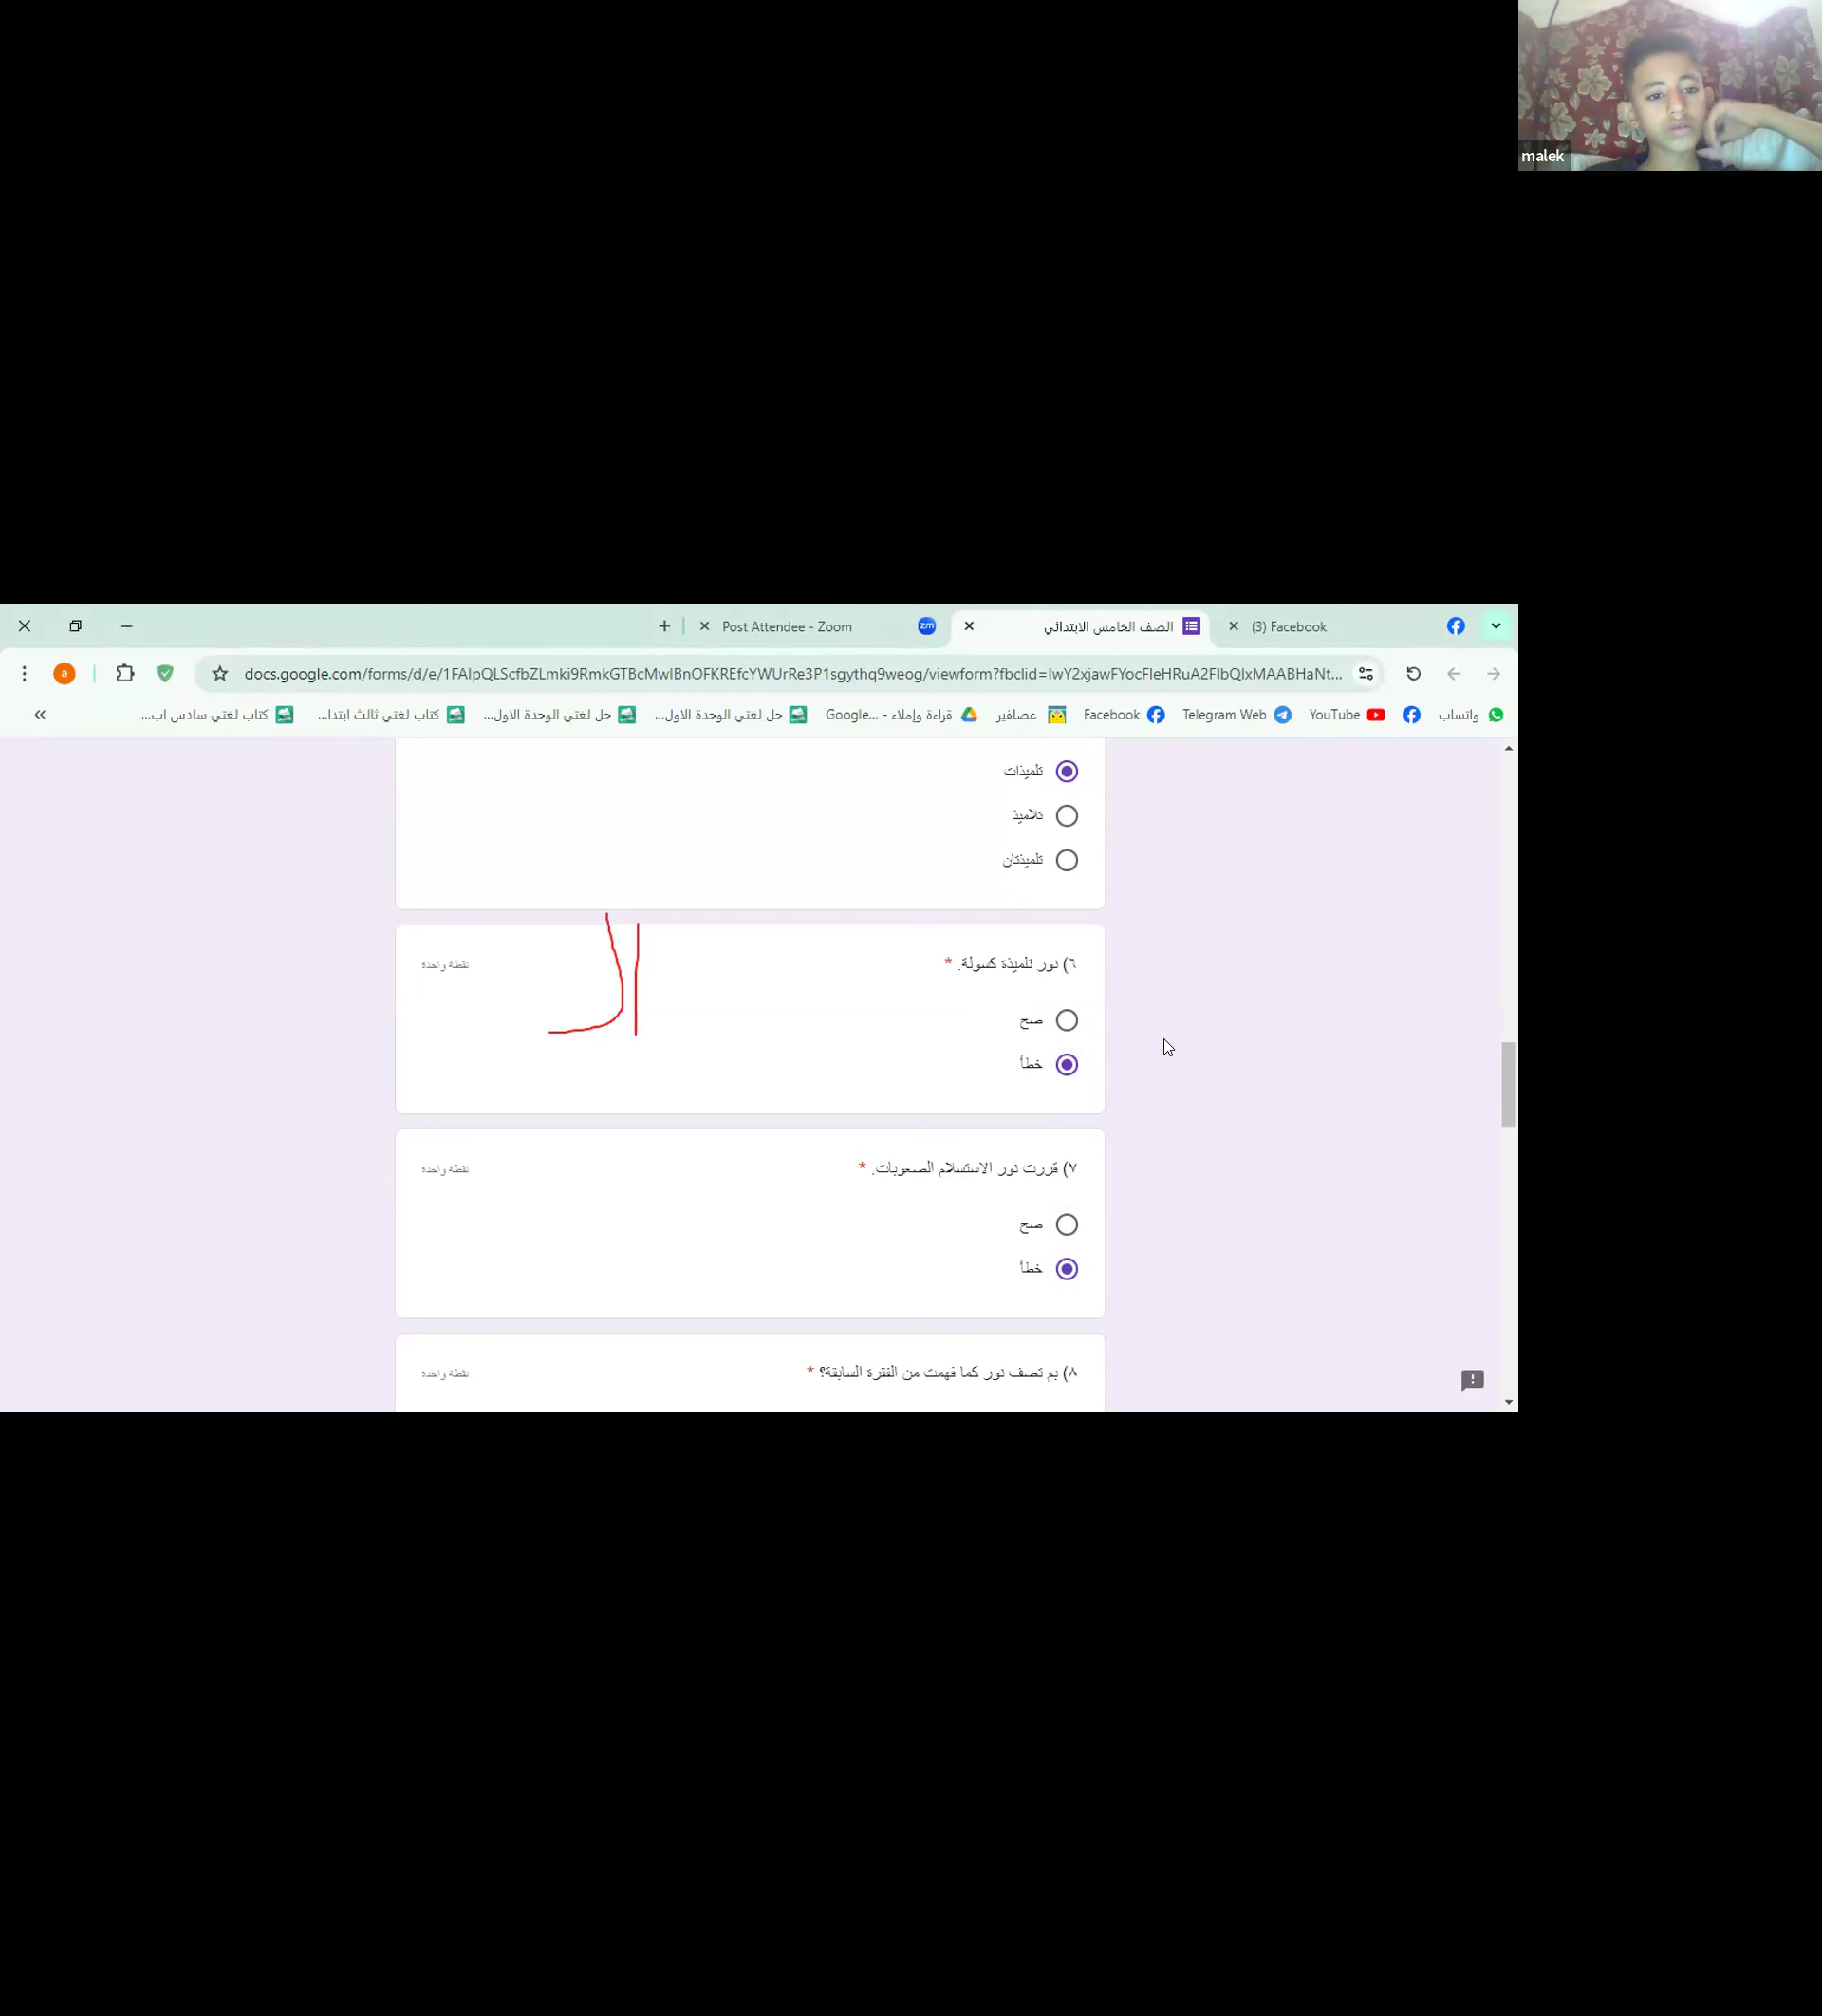 malek
(3) Facebook
الصف الخامس الابتدائي
Post Attendee - Zoom
zm
a
docs.google.com/forms/d/e/1FAIpQLScfbZLmki9RmkGTBcMwIBnOFKREfcYWUrRe3P1sgythq9weog/viewform?fbclid=IwY2xjawFYocFleHRuA2FlbQIxMAABHaNt...
واتساب
YouTube
Telegram Web
Facebook
عصافير
قراءة وإملاء - Google...
حل لغتي الوحدة الاول...
حل لغتي الوحدة الاول...
كتاب لغتي ثالث ابتدا...
كتاب لغتي سادس اب...
تلميذات
تلاميذ
تلميذتان
٦) نور تلميذة كسولة. *
نقطة واحدة
صح
خطأ
٧) قررت نور الاستسلام الصعوبات. *
نقطة واحدة
صح
خطأ
٨) بم تصف نور كما فهمت من الفقرة السابقة؟ *
نقطة واحدة